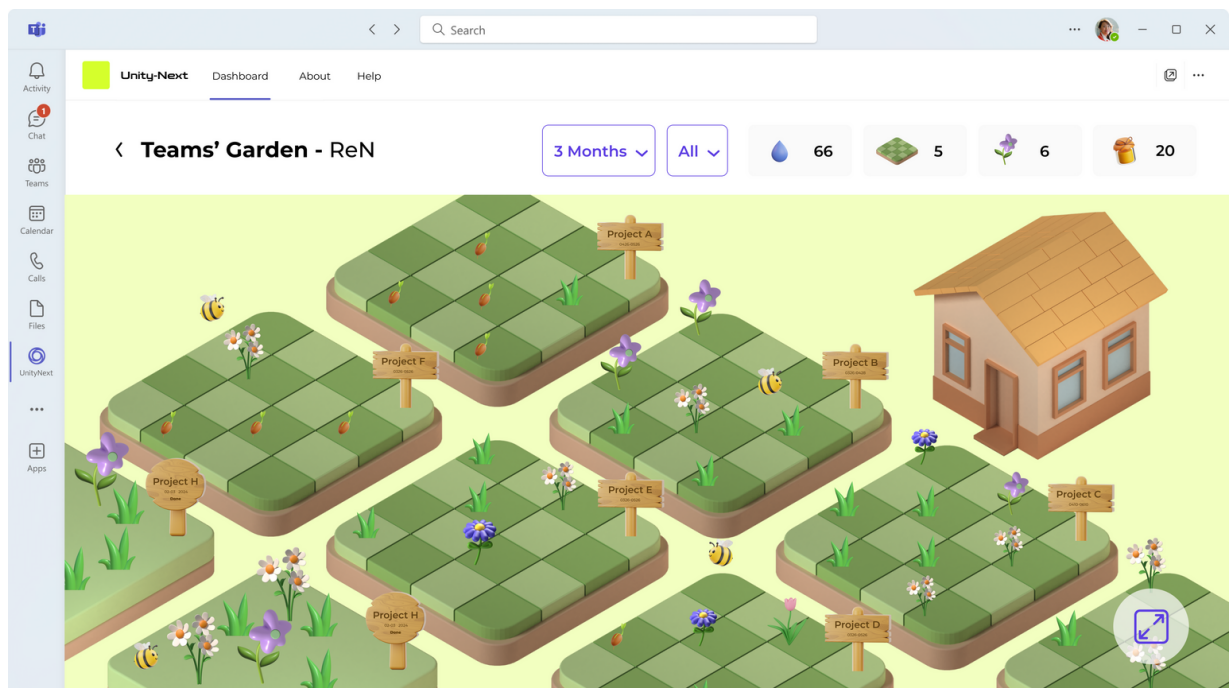 Search
Activity
1
Chat
Teams
Calendar
Calls
Files
UnityNext
Apps
Unity-Next
Dashboard
About
Help
Teams' Garden - ReN
3 Months
All
66
5
6
20
Project A
Project F
Project B
Project H
Project E
Project C
Project H
Project D